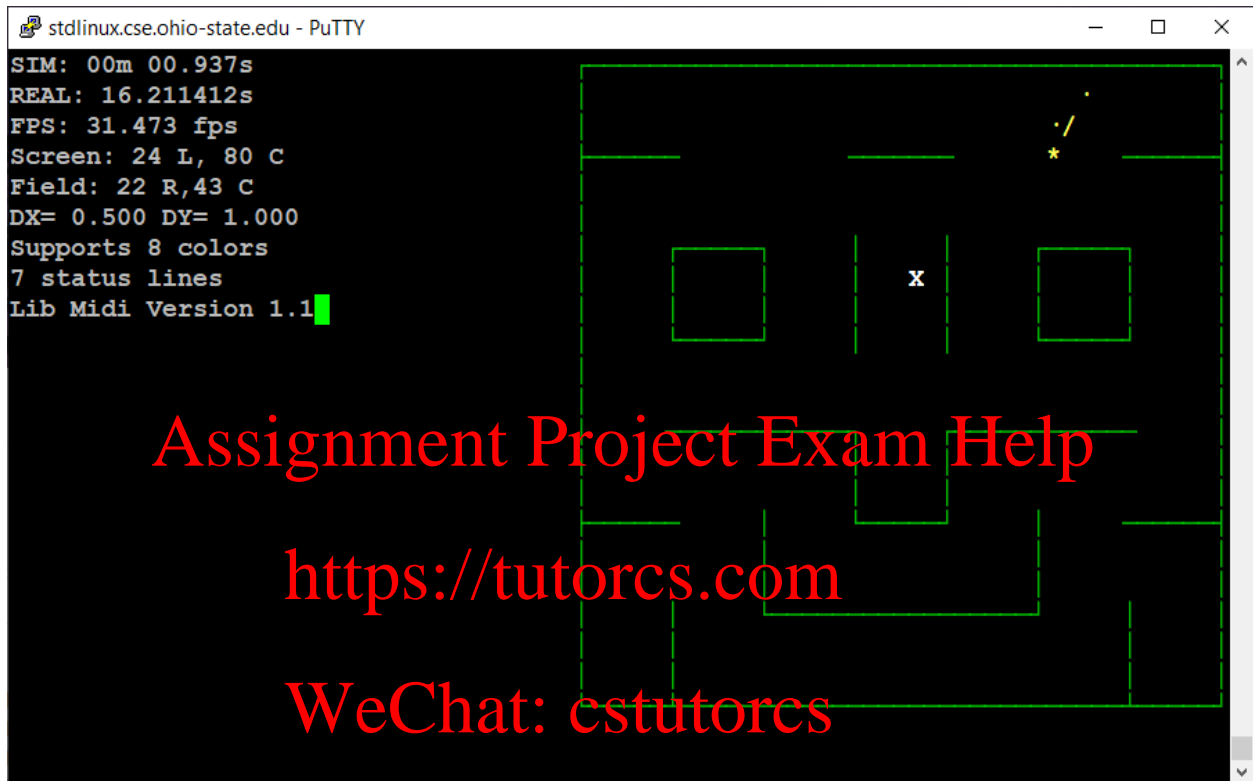 stdlinux.cse.ohio-state.edu - PuTTY
SIM: 00m 00.937s
REAL: 16.211412s
FPS: 31.473 fps
Screen: 24 L, 80 C
Field: 22 R,43 C
DX= 0.500 DY= 1.000
Supports 8 colors
7 status lines
Lib Midi Version 1.1
x
Assignment Project Exam Help
https://tutorcs.com
WeChat: cstutorcs